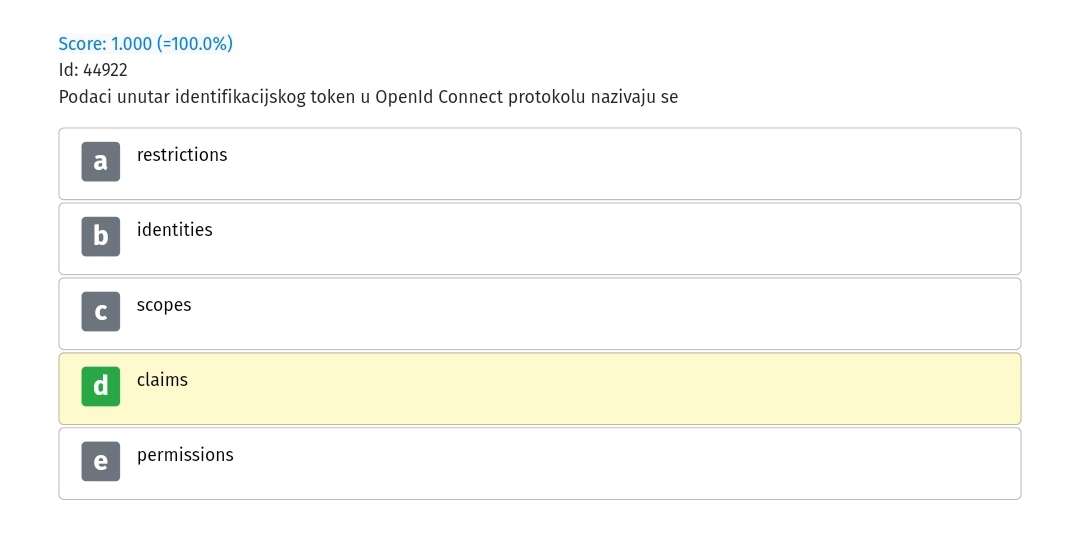 Score: 1.000 (=100.0%)
Id: 44922
Podaci unutar identifikacijskog token u OpenId Connect protokolu nazivaju se
a restrictions
b identities
c scopes
d claims
e permissions